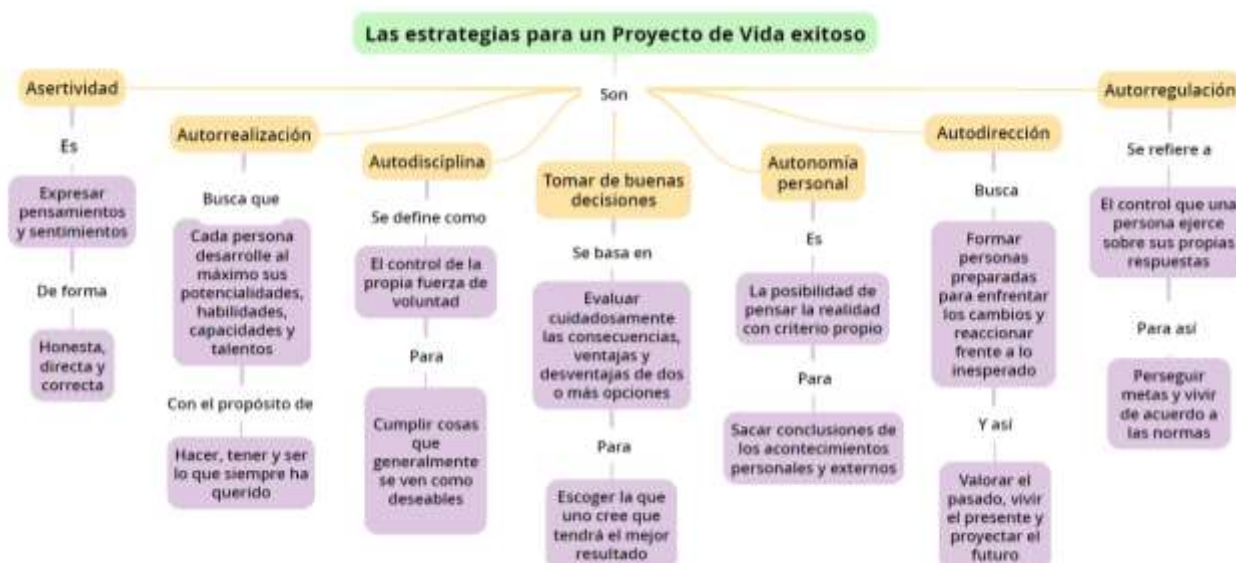 Las estrategias para un Proyecto de Vida exitoso
Son
Asertividad
Es
Expresar
pensamientos
y sentimientos
De forma
Honesta,
directa y
correcta
Autorrealización
Busca que
Cada persona
desarrolle al
máximo sus
potencialidades,
habilidades,
capacidades y
talentos
Con el propósito de
Hacer, tener y ser
lo que siempre ha
querido
Autodisciplina
Se define como
El control de la
propia fuerza de
voluntad
Para
Cumplir cosas
que
generalmente
se ven como
deseables
Tomar de buenas
decisiones
Se basa en
Evaluar
cuidadosamente
las consecuencias,
ventajas y
desventajas de dos
o más opciones
Para
Escoger la que
uno cree que
tendrá el mejor
resultado
Autonomía
personal
Es
La posibilidad de
pensar la realidad
con criterio propio
Para
Sacar conclusiones de
los acontecimientos
personales y externos
Autodirección
Busca
Formar
personas
preparadas
para enfrentar
los cambios y
reaccionar
frente a lo
inesperado
Y así
Valorar el
pasado, vivir
el presente y
proyectar el
futuro
Autorregulación
Se refiere a
El control que una
persona ejerce
sobre sus propias
respuestas
Para así
Perseguir
metas y vivir
de acuerdo a
las normas